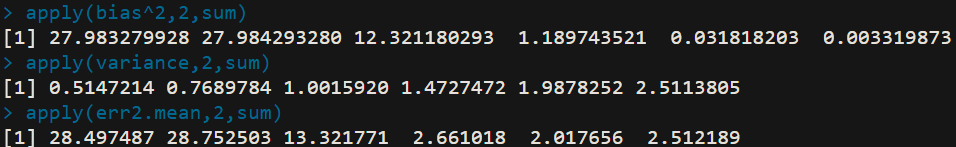 > apply(bias^2,2,sum)
[1] 27.983279928 27.984293280 12.321180293  1.189743521  0.031818203  0.003319873
> apply(variance,2,sum)
[1] 0.5147214 0.7689784 1.0015920 1.4727472 1.9878252 2.5113805
> apply(err2.mean,2,sum)
[1] 28.497487 28.752503 13.321771  2.661018  2.017656  2.512189